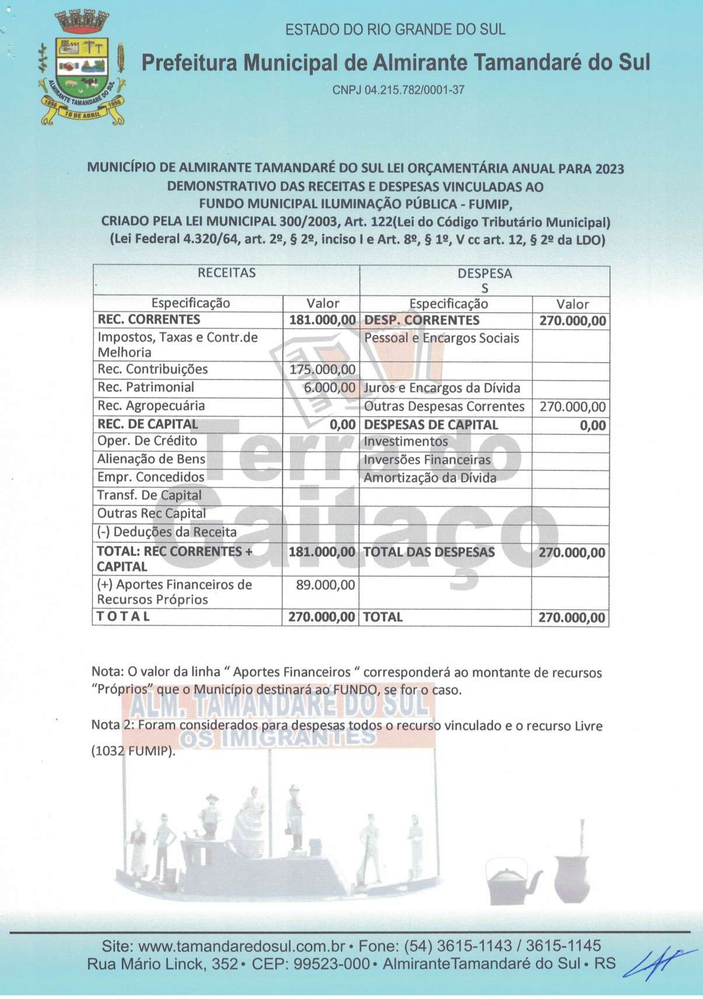 ESTADO DO RIO GRANDE DO SUL
Prefeitura Municipal de Almirante Tamandaré do Sul
CNPJ 04.215.782/0001-37
ALMIRANTE TAMANDARÉ DO SUL
1996 1996
16 DE ABRIL
MUNICÍPIO DE ALMIRANTE TAMANDARÉ DO SUL LEI ORÇAMENTÁRIA ANUAL PARA 2023
DEMONSTRATIVO DAS RECEITAS E DESPESAS VINCULADAS AO
FUNDO MUNICIPAL ILUMINAÇÃO PÚBLICA - FUMIP,
CRIADO PELA LEI MUNICIPAL 300/2003, Art. 122(Lei do Código Tributário Municipal)
(Lei Federal 4.320/64, art. 2º, § 2º, inciso I e Art. 8º, § 1º, V cc art. 12, § 2º da LDO)
RECEITAS DESPESA
S
Especificação Valor Especificação Valor
REC. CORRENTES 181.000,00 DESP. CORRENTES 270.000,00
Impostos, Taxas e Contr.de Pessoal e Encargos Sociais
Melhoria
Rec. Contribuições 175.000,00
Rec. Patrimonial 6.000,00 Juros e Encargos da Dívida
Rec. Agropecuária Outras Despesas Correntes 270.000,00
REC. DE CAPITAL 0,00 DESPESAS DE CAPITAL 0,00
Oper. De Crédito Investimentos
Alienação de Bens Inversões Financeiras
Empr. Concedidos Amortização da Dívida
Transf. De Capital
Outras Rec Capital
(-) Deduções da Receita
TOTAL: REC CORRENTES + 181.000,00 TOTAL DAS DESPESAS 270.000,00
CAPITAL
(+) Aportes Financeiros de 89.000,00
Recursos Próprios
T O T A L 270.000,00 TOTAL 270.000,00
Terra do
Gaitaço
Nota: O valor da linha “ Aportes Financeiros “ corresponderá ao montante de recursos
“Próprios” que o Município destinará ao FUNDO, se for o caso.
ALM. TAMANDARÉ DO SUL
Nota 2: Foram considerados para despesas todos o recurso vinculado e o recurso Livre
OS IMIGRANTES
(1032 FUMIP).
Site: www.tamandaredosul.com.br • Fone: (54) 3615-1143 / 3615-1145
Rua Mário Linck, 352 • CEP: 99523-000 • AlmiranteTamandaré do Sul • RS